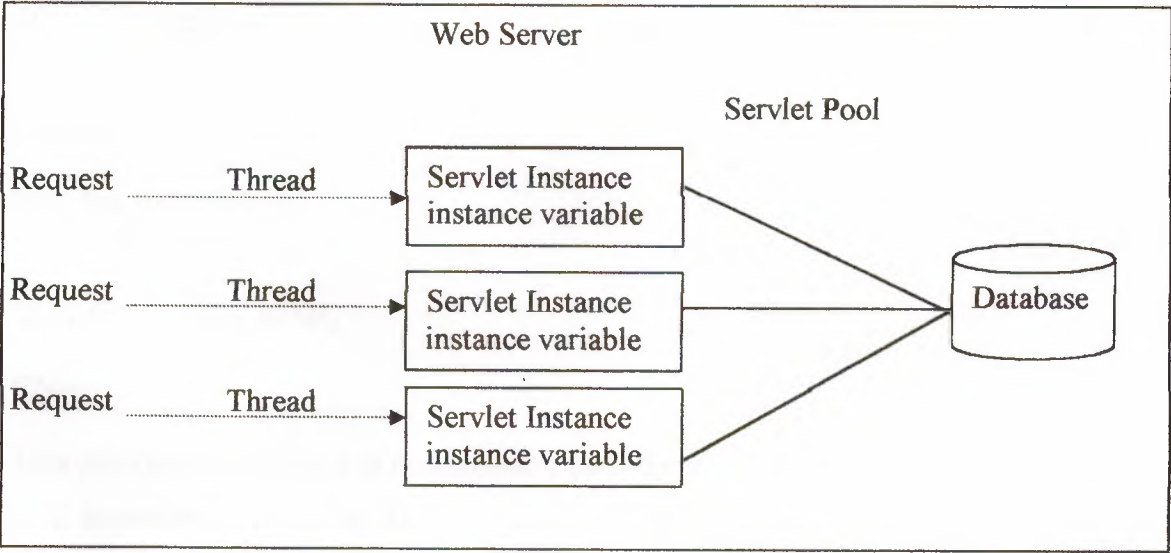 Web Server
Servlet Pool
Request Thread Servlet Instance
instance variable
Request Thread Servlet Instance
instance variable
Database
Request Thread Servlet Instance
instance variable